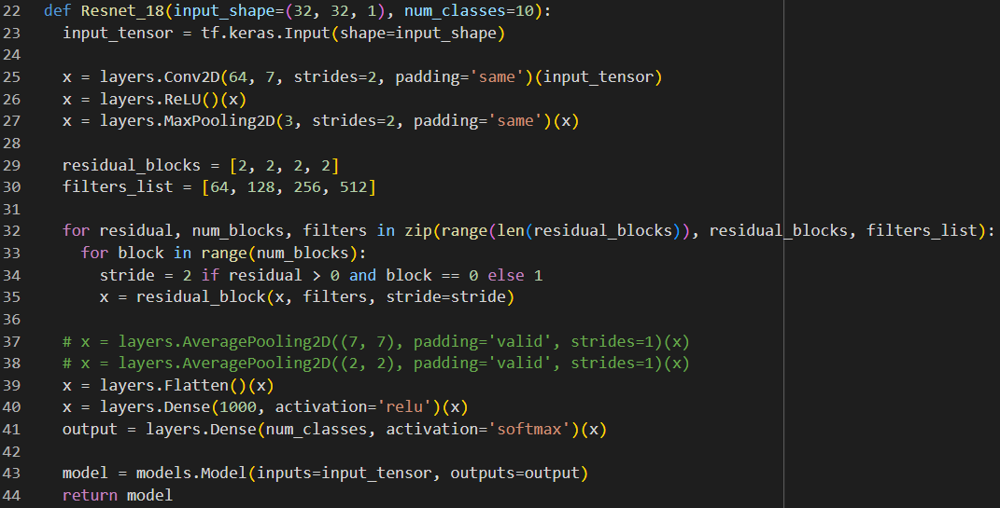 22 def Resnet_18(input_shape=(32, 32, 1), num_classes=10):
23   input_tensor = tf.keras.Input(shape=input_shape)
24
25   x = layers.Conv2D(64, 7, strides=2, padding='same')(input_tensor)
26   x = layers.ReLU()(x)
27   x = layers.MaxPooling2D(3, strides=2, padding='same')(x)
28
29   residual_blocks = [2, 2, 2, 2]
30   filters_list = [64, 128, 256, 512]
31
32   for residual, num_blocks, filters in zip(range(len(residual_blocks)), residual_blocks, filters_list):
33     for block in range(num_blocks):
34       stride = 2 if residual > 0 and block == 0 else 1
35       x = residual_block(x, filters, stride=stride)
36
37   # x = layers.AveragePooling2D((7, 7), padding='valid', strides=1)(x)
38   # x = layers.AveragePooling2D((2, 2), padding='valid', strides=1)(x)
39   x = layers.Flatten()(x)
40   x = layers.Dense(1000, activation='relu')(x)
41   output = layers.Dense(num_classes, activation='softmax')(x)
42
43   model = models.Model(inputs=input_tensor, outputs=output)
44   return model